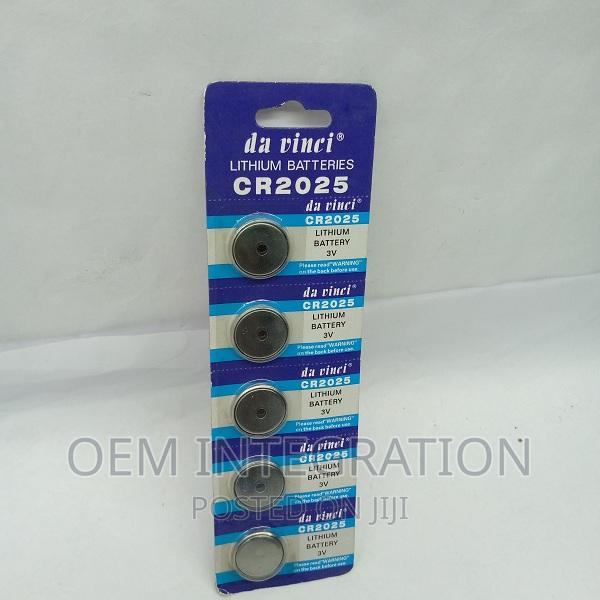 da vinci®
LITHIUM BATTERIES
CR2025
da vinci®
CR2025
LITHIUM
BATTERY
3V
Please read "WARNING"
on the back before use.
da vinci®
CR2025
LITHIUM
BATTERY
3V
Please read "WARNING"
on the back before use.
da vinci®
CR2025
LITHIUM
BATTERY
3V
Please read "WARNING"
on the back before use.
da vinci®
CR2025
LITHIUM
BATTERY
3V
Please read "WARNING"
on the back before use.
da vinci®
CR2025
LITHIUM
BATTERY
3V
Please read "WARNING"
on the back before use.
OEM INTEGRATION
POSTED ON JIJI